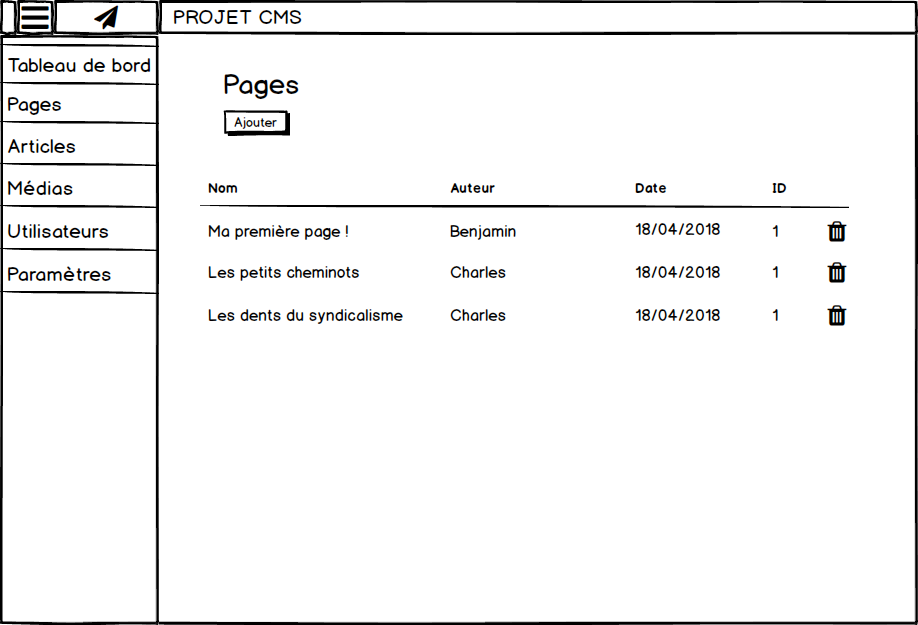 PROJET CMS
Tableau de bord
Pages
Articles
Médias
Utilisateurs
Paramètres
Pages
Ajouter
Nom Auteur Date ID
Ma première page ! Benjamin 18/04/2018 1
Les petits cheminots Charles 18/04/2018 1
Les dents du syndicalisme Charles 18/04/2018 1